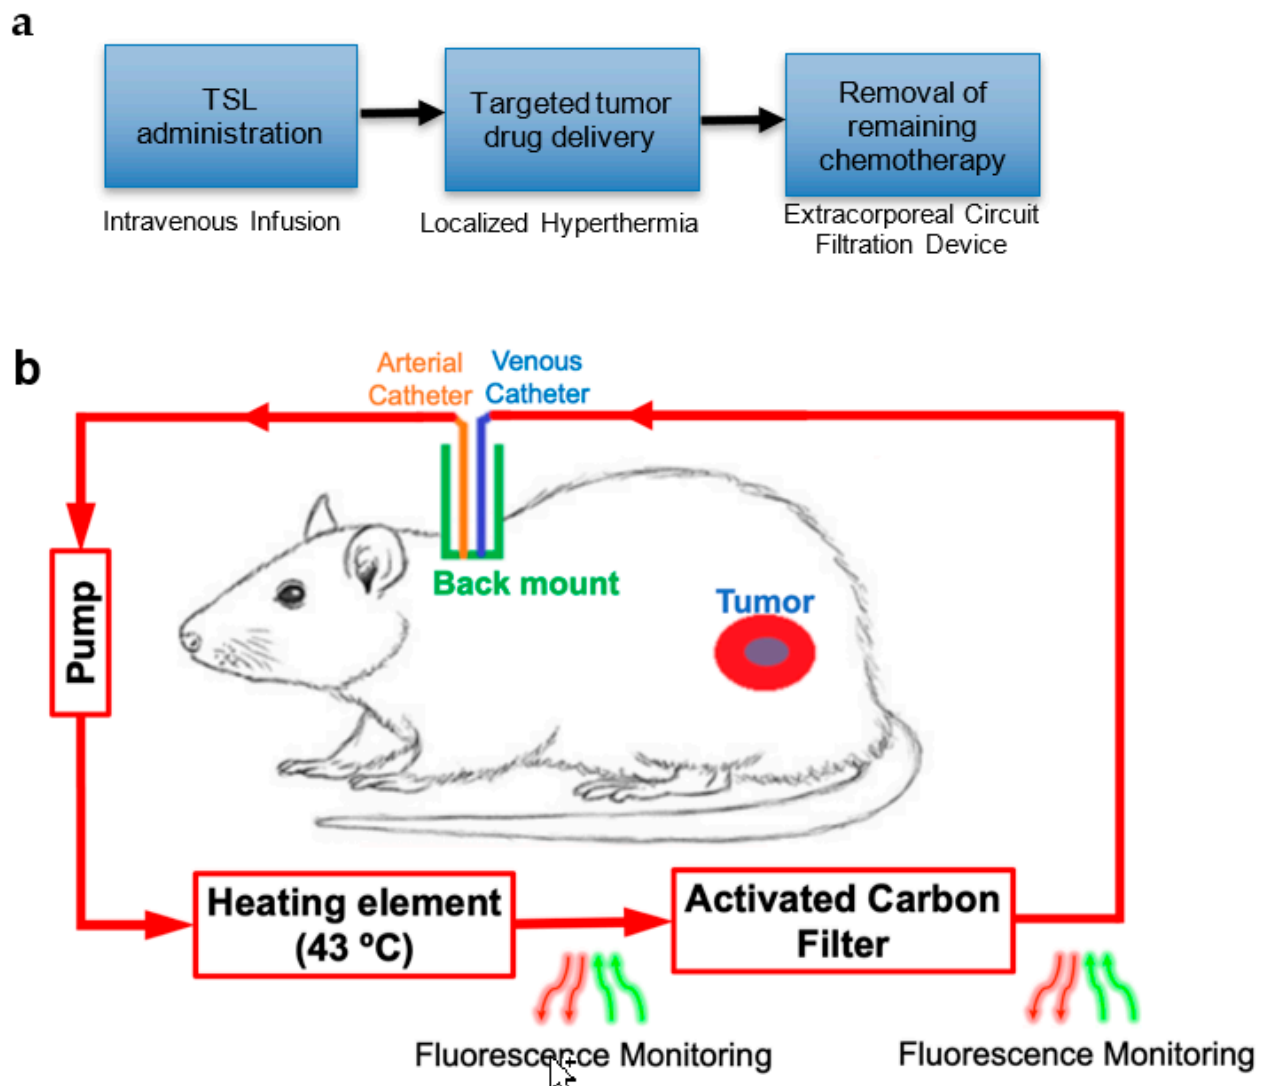 a
TSL
administration
Targeted tumor
drug delivery
Removal of
remaining
chemotherapy
Intravenous Infusion
Localized Hyperthermia
Extracorporeal Circuit
Filtration Device
b
Arterial
Catheter
Venous
Catheter
Back mount
Tumor
Pump
Heating element
(43 ºC)
Activated Carbon
Filter
Fluorescence Monitoring
Fluorescence Monitoring